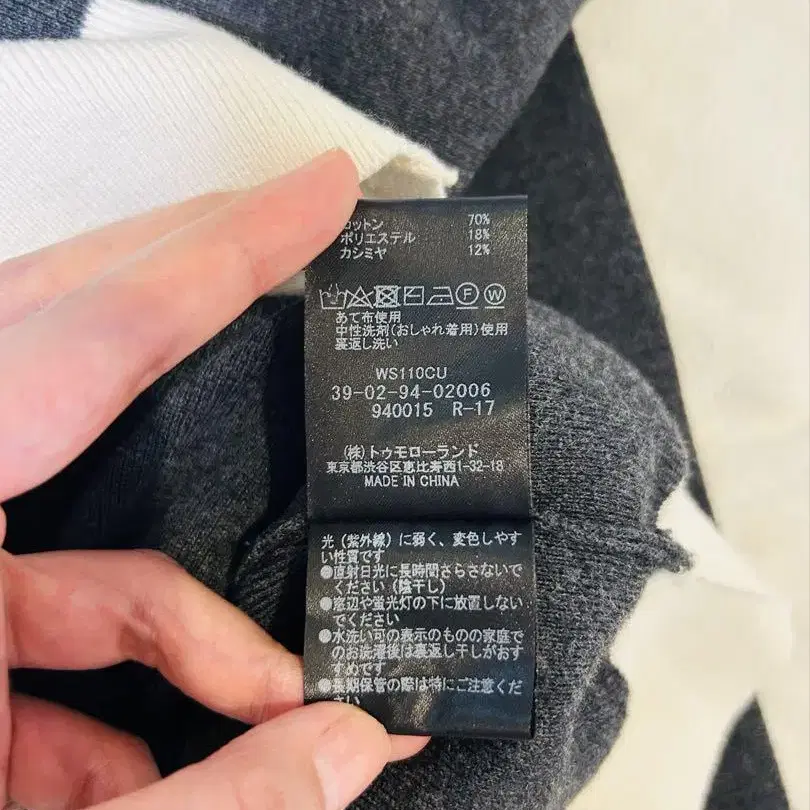 コットン 70%
ポリエステル 18%
カシミヤ 12%
F W
あて布使用
中性洗剤(おしゃれ着用)使用
裏返し洗い
WS110CU
39-02-94-02006
940015 R-17
(株)トゥモローランド
東京都渋谷区恵比寿西1-32-18
MADE IN CHINA
光(紫外線)に弱く、変色しやす
い性質です
●直射日光に長時間さらさないで
ください(陰干し)
●窓辺や蛍光灯の下に放置しない
でください
●水洗い可の表示のものの家庭で
のお洗濯後は裏返し干しがおす
すめです
●長期保管の際は特にご注意くだ
さい